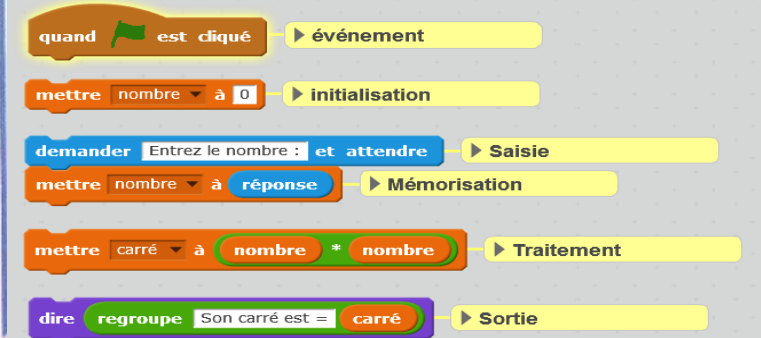 quand est cliqué événement
mettre nombre à 0 initialisation
demander Entrez le nombre : et attendre Saisie
mettre nombre à réponse Mémorisation
mettre carré à nombre * nombre Traitement
dire regroupe Son carré est = carré Sortie